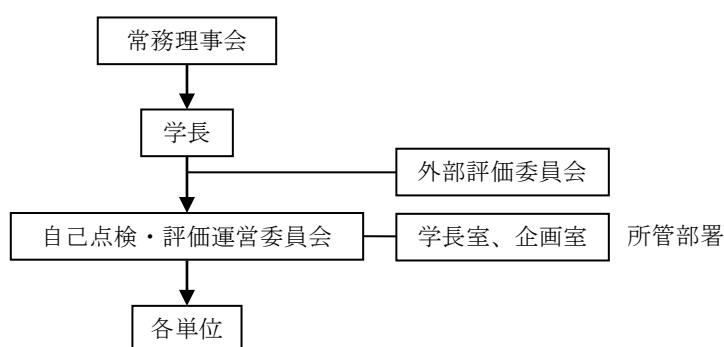 常務理事会
学長
外部評価委員会
自己点検・評価運営委員会
学長室、企画室
所管部署
各単位